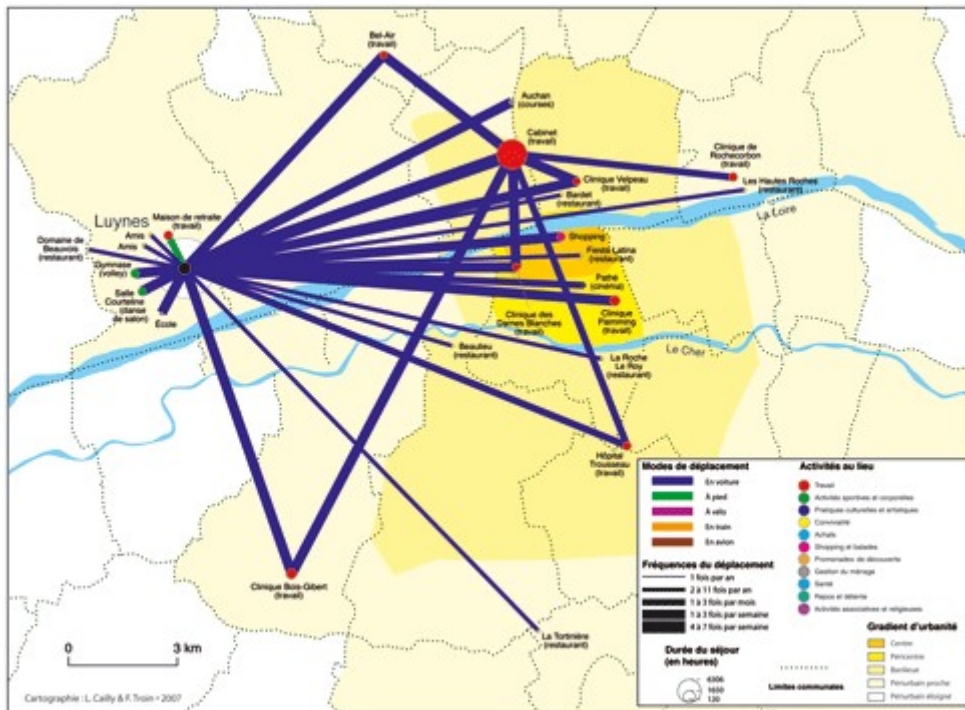 Bel-Air
(travail)
Auchan
(courses)
Cabinet
(travail)
Clinique de
Rochecorbon
(travail)
Clinique Velpeau
(travail)
Les Hautes Roches
(restaurant)
Bardet
(restaurant)
La Loire
Luynes
Maison de retraite
(travail)
Amis
Amis
Domaine de
Beauvois
(restaurant)
Gymnase
(volley)
Salle
Courteline
(danse
de salon)
École
Shopping
Fiesta Latina
(restaurant)
Pathé
(cinéma)
Clinique des
Dames Blanches
(travail)
Clinique
Flemming
(travail)
Beaulieu
(restaurant)
La Roche
Le Roy
(restaurant)
Le Cher
Hôpital
Trousseau
(travail)
Clinique Bois-Gibert
(travail)
La Tortinière
(restaurant)
0 3 km
Cartographie : L. Cailly & F. Troin • 2007
Modes de déplacement
En voiture
À pied
À vélo
En train
En avion
Fréquences du déplacement
1 fois par an
2 à 11 fois par an
1 à 3 fois par mois
1 à 3 fois par semaine
4 à 7 fois par semaine
Durée du séjour
(en heures)
6306
1650
120
Activités au lieu
Travail
Activités sportives et corporelles
Pratiques culturelles et artistiques
Convivialité
Achats
Shopping et balades
Promenades de découverte
Gestion du ménage
Santé
Repos et détente
Activités associatives et religieuses
Gradient d'urbanité
Centre
Péricentre
Banlieue
Périurbain proche
Périurbain éloigné
Limites communales